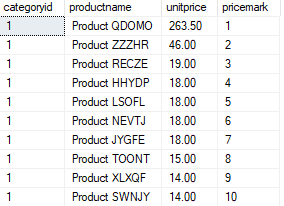 categoryid productname unitprice pricemark
1 Product QDOMO 263.50 1
1 Product ZZZHR 46.00 2
1 Product RECZE 19.00 3
1 Product HHYDP 18.00 4
1 Product LSOFL 18.00 5
1 Product NEVTJ 18.00 6
1 Product JYGFE 18.00 7
1 Product TOONT 15.00 8
1 Product XLXQF 14.00 9
1 Product SWNJY 14.00 10